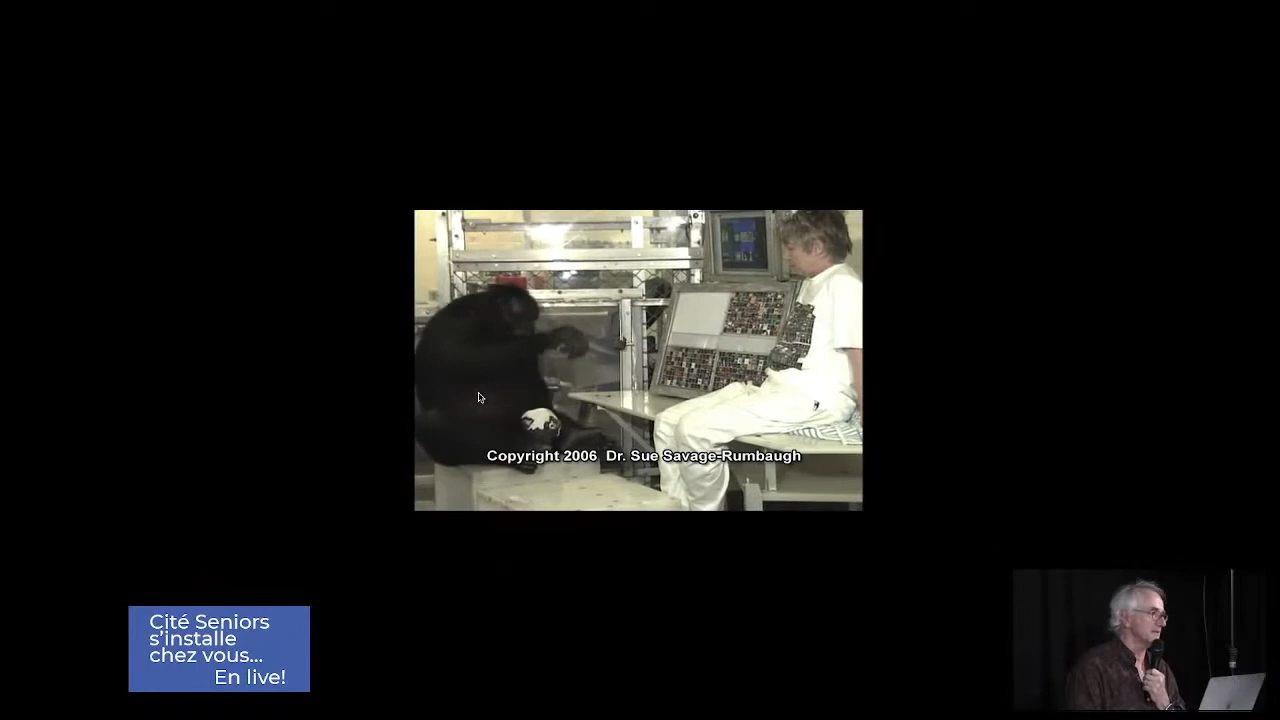 Copyright 2006 Dr. Sue Savage-Rumbaugh
Cité Seniors
s'installe
chez vous...
En live!